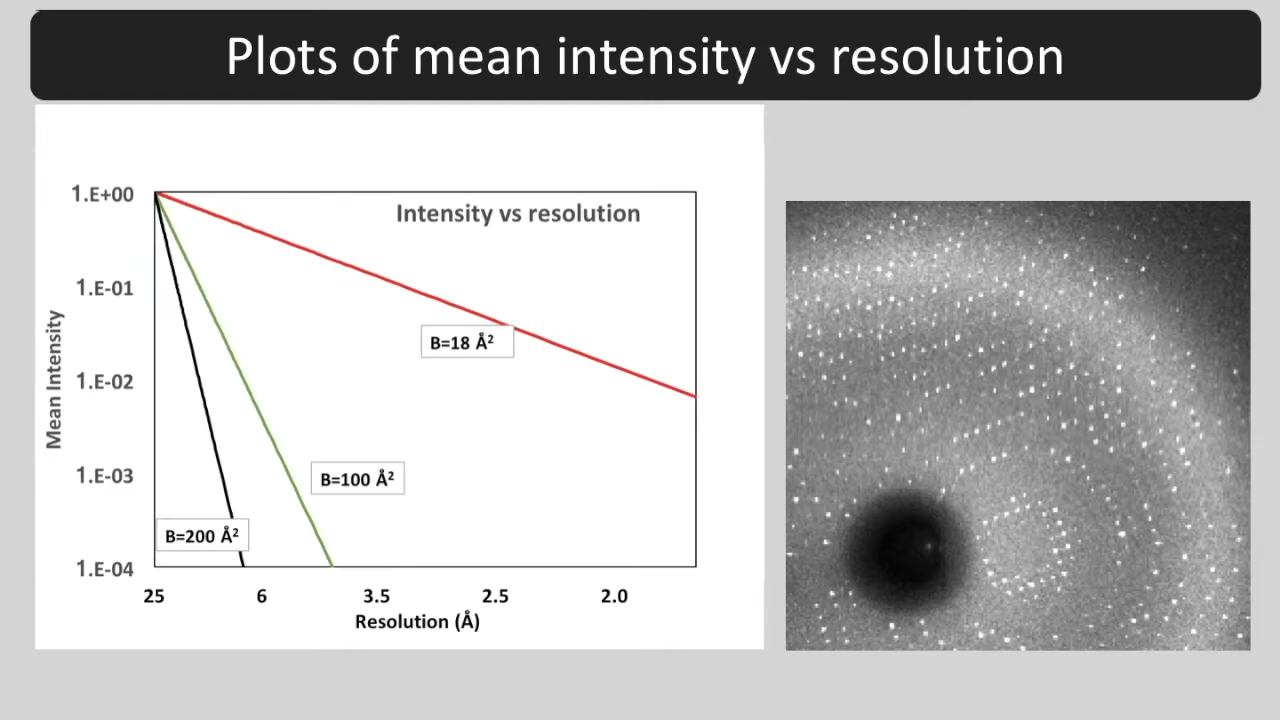 Plots of mean intensity vs resolution
Intensity vs resolution
Mean Intensity
1.E+00
1.E-01
1.E-02
1.E-03
1.E-04
B=18 Å²
B=100 Å²
B=200 Å²
25 6 3.5 2.5 2.0
Resolution (Å)